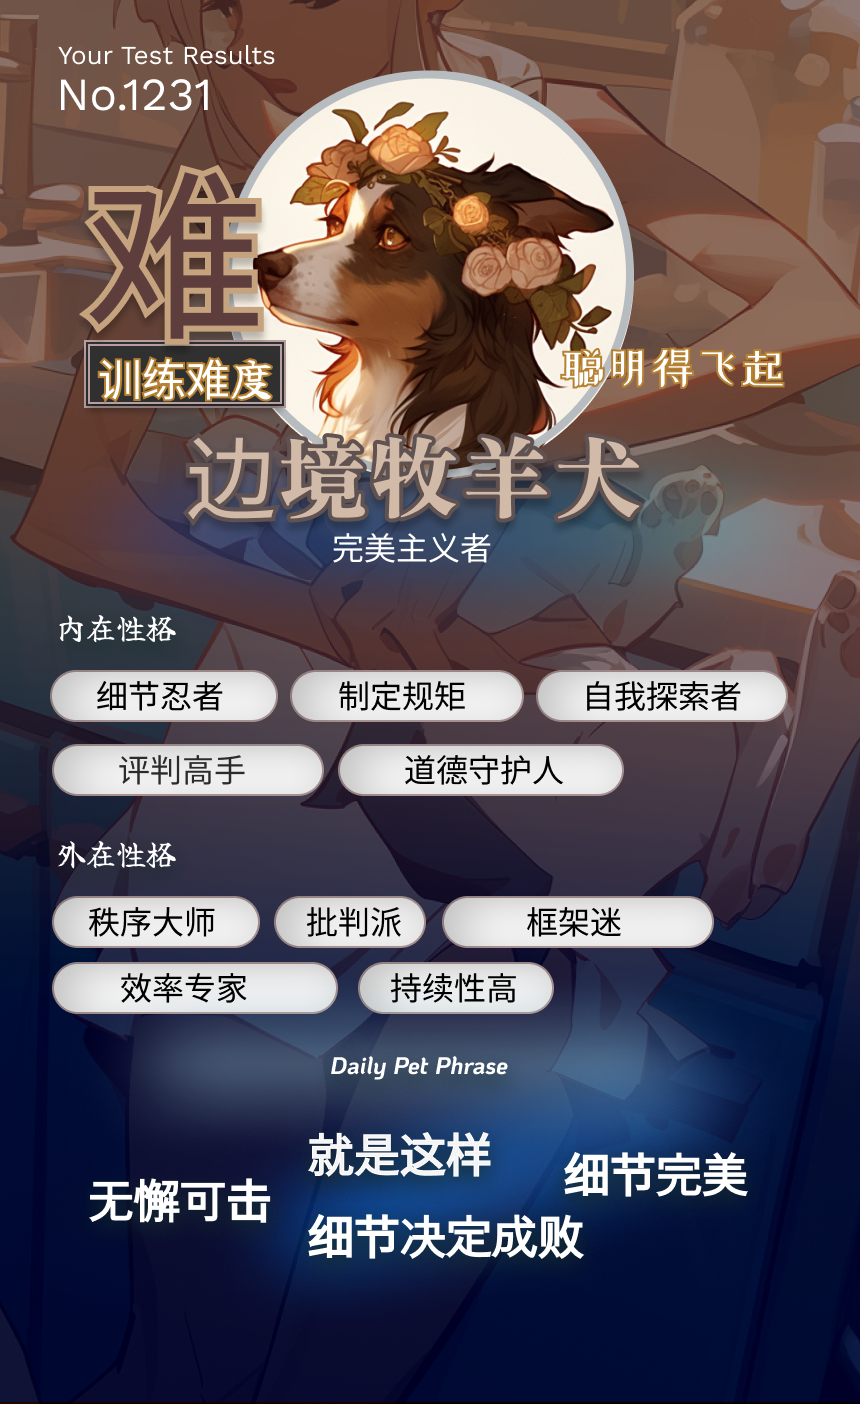 Your Test Results
No.1231
难
训练难度
聪明得飞起
边境牧羊犬
完美主义者
内在性格
细节忍者 制定规矩 自我探索者
评判高手 道德守护人
外在性格
秩序大师 批判派 框架迷
效率专家 持续性高
Daily Pet Phrase
就是这样
细节完美
无懈可击
细节决定成败